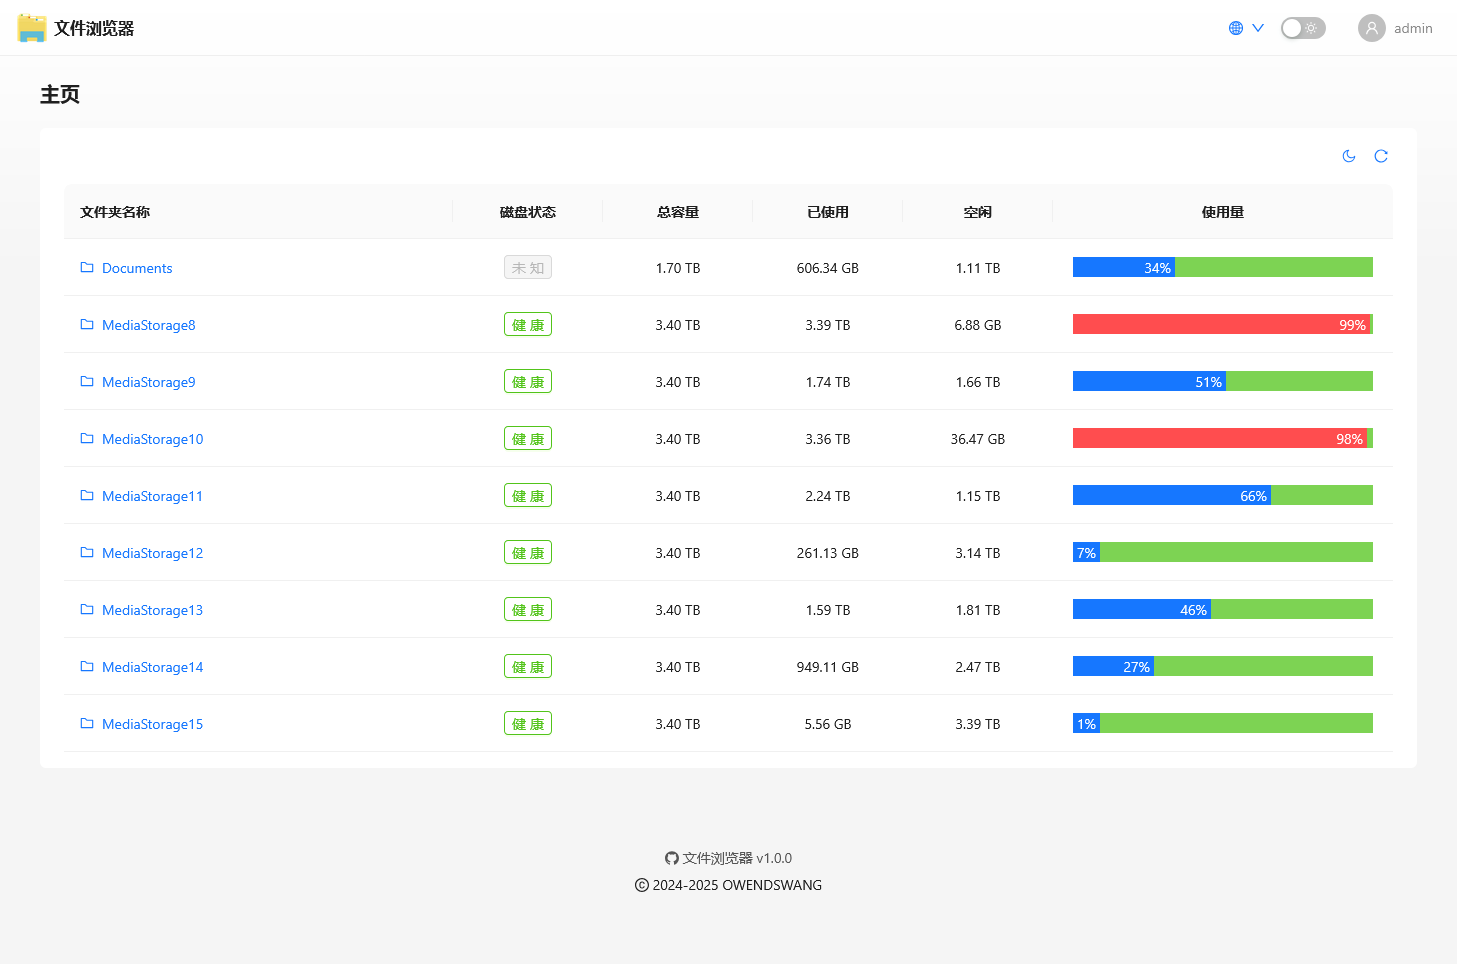 文件浏览器
admin
主页
文件夹名称 磁盘状态 总容量 已使用 空闲 使用量
Documents 未知 1.70 TB 606.34 GB 1.11 TB 34%
MediaStorage8 健康 3.40 TB 3.39 TB 6.88 GB 99%
MediaStorage9 健康 3.40 TB 1.74 TB 1.66 TB 51%
MediaStorage10 健康 3.40 TB 3.36 TB 36.47 GB 98%
MediaStorage11 健康 3.40 TB 2.24 TB 1.15 TB 66%
MediaStorage12 健康 3.40 TB 261.13 GB 3.14 TB 7%
MediaStorage13 健康 3.40 TB 1.59 TB 1.81 TB 46%
MediaStorage14 健康 3.40 TB 949.11 GB 2.47 TB 27%
MediaStorage15 健康 3.40 TB 5.56 GB 3.39 TB 1%
文件浏览器 v1.0.0
© 2024-2025 OWENDSWANG